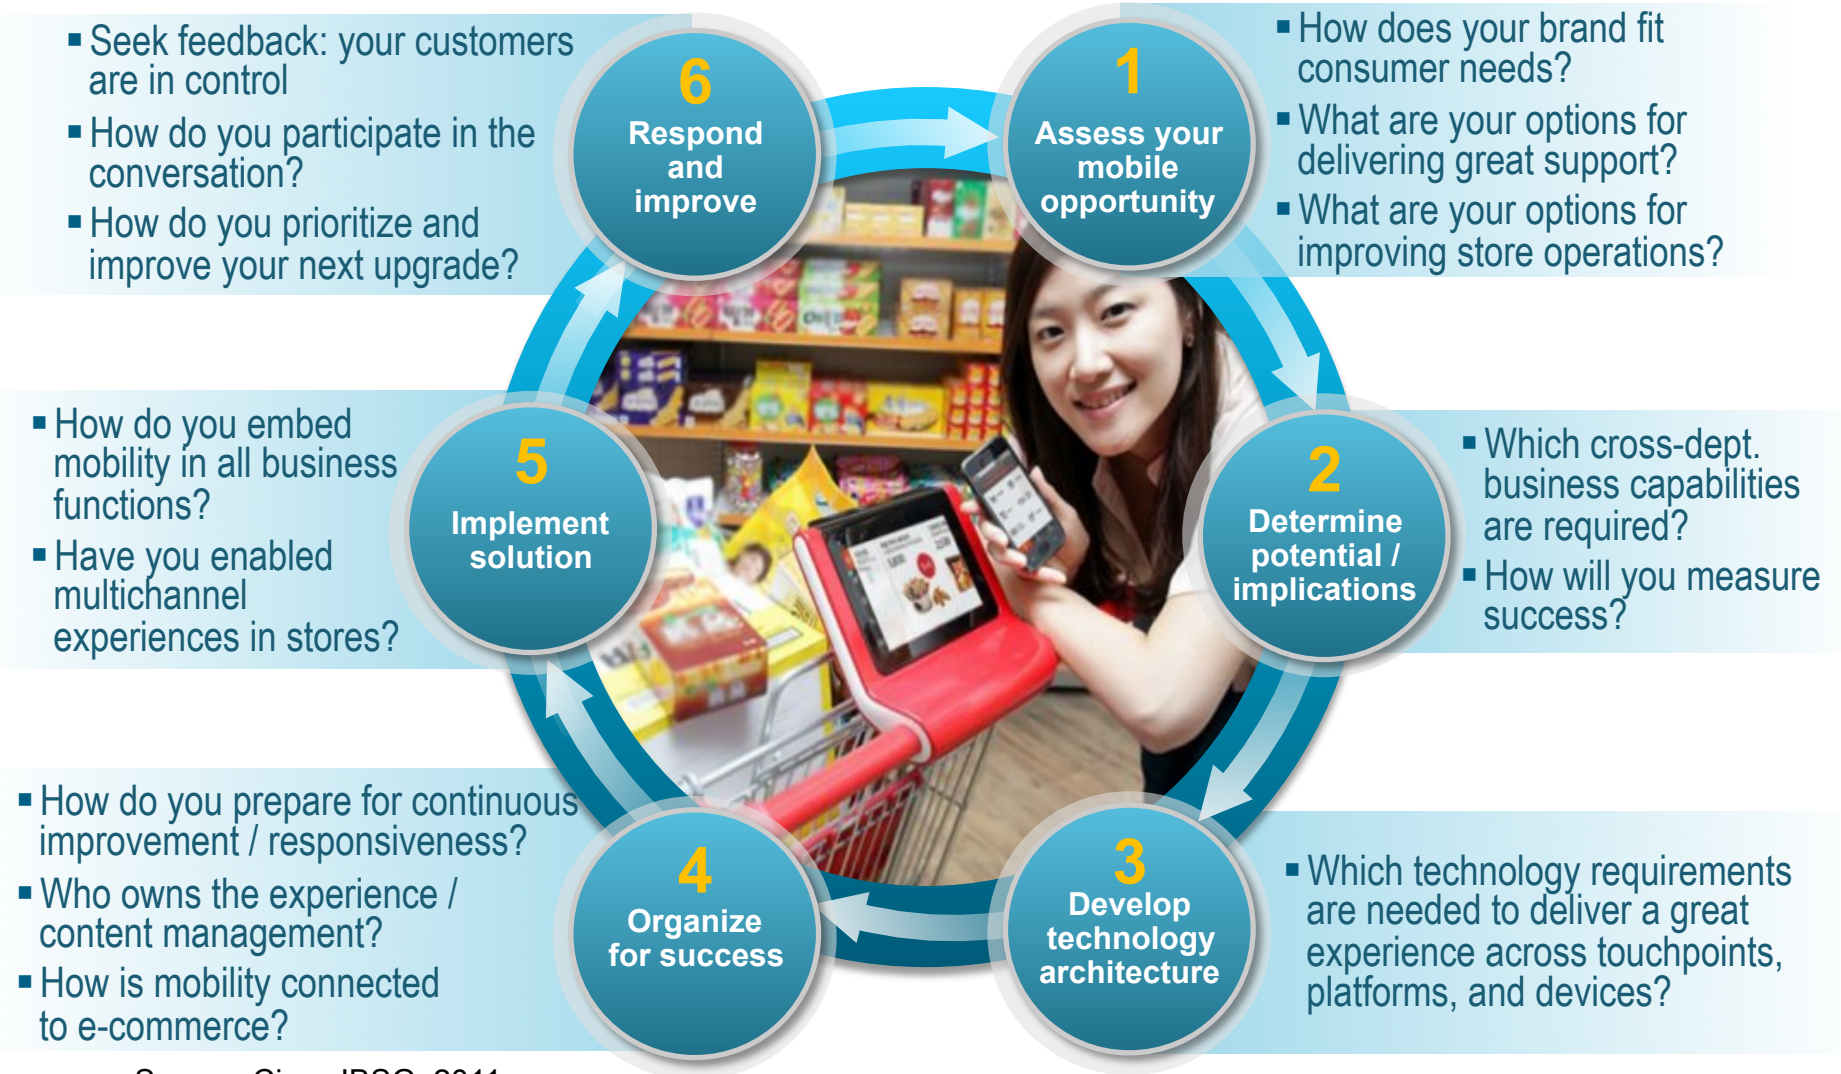 1
Assess your
mobile
opportunity
▪ How does your brand fit
consumer needs?
▪ What are your options for
delivering great support?
▪ What are your options for
improving store operations?
2
Determine
potential /
implications
▪ Which cross-dept.
business capabilities
are required?
▪ How will you measure
success?
3
Develop
technology
architecture
▪ Which technology requirements
are needed to deliver a great
experience across touchpoints,
platforms, and devices?
4
Organize
for success
▪ How do you prepare for continuous
improvement / responsiveness?
▪ Who owns the experience /
content management?
▪ How is mobility connected
to e-commerce?
5
Implement
solution
▪ How do you embed
mobility in all business
functions?
▪ Have you enabled
multichannel
experiences in stores?
6
Respond
and
improve
▪ Seek feedback: your customers
are in control
▪ How do you participate in the
conversation?
▪ How do you prioritize and
improve your next upgrade?